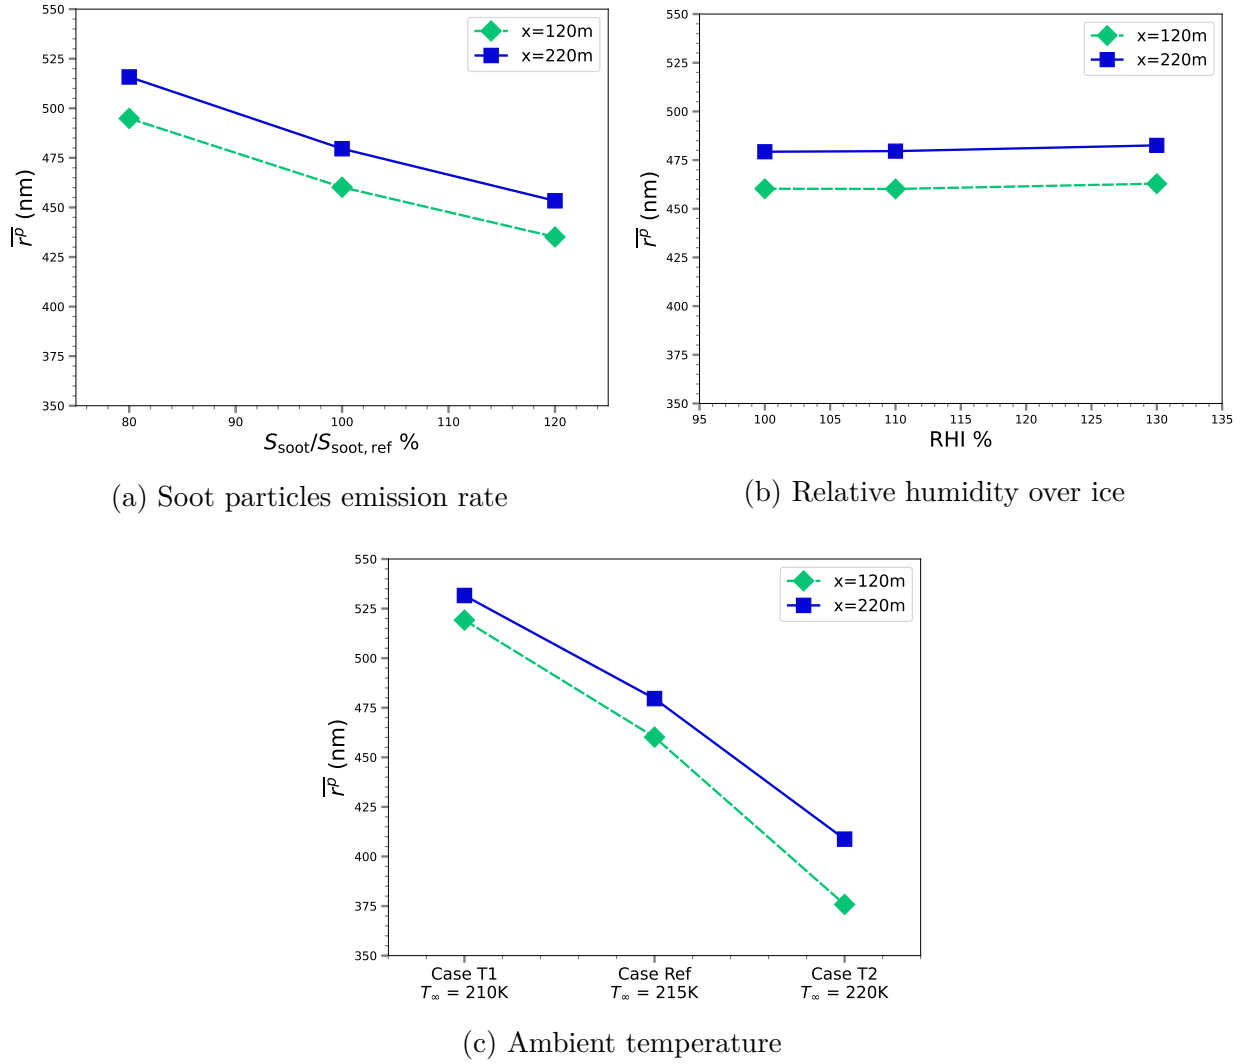 550
525
500
475
450
425
400
375
350
r^p (nm)
x=120m
x=220m
80 90 100 110 120
S_soot/S_soot, ref %
(a) Soot particles emission rate
550
525
500
475
450
425
400
375
350
r^p (nm)
x=120m
x=220m
95 100 105 110 115 120 125 130 135
RHI %
(b) Relative humidity over ice
550
525
500
475
450
425
400
375
350
r^p (nm)
x=120m
x=220m
Case T1 Case Ref Case T2
T∞ = 210K T∞ = 215K T∞ = 220K
(c) Ambient temperature